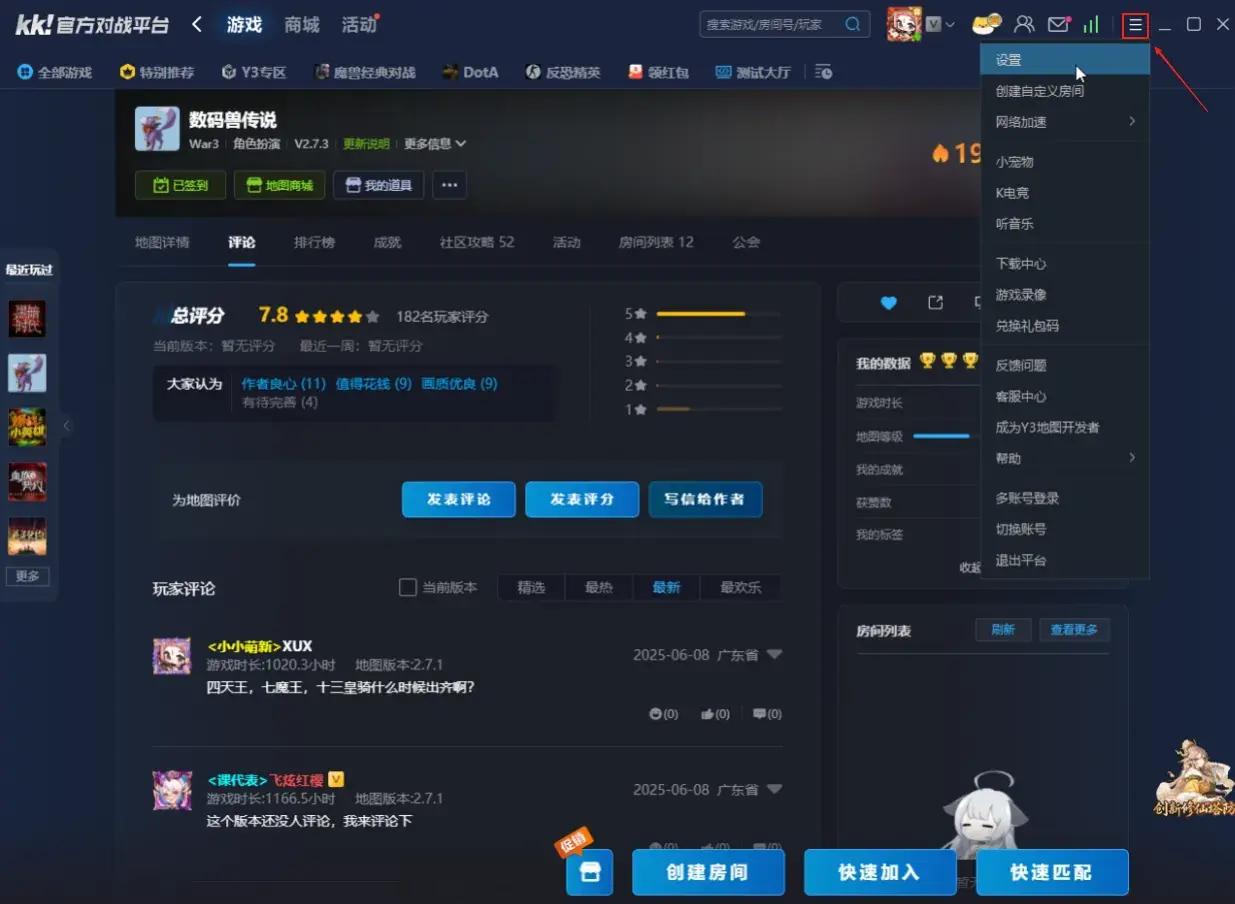 kk! 官方对战平台
游戏 商城 活动
搜索游戏/房间号/玩家
V
全部游戏 特别推荐 Y3专区 魔兽经典对战 DotA 反恐精英 领红包 测试大厅
数码兽传说
War3 角色扮演 V2.7.3 更新说明 更多信息
19
已签到 地图商城 我的道具 ...
地图详情 评论 排行榜 成就 社区攻略 52 活动 房间列表 12 公会
设置
创建自定义房间
网络加速
小宠物
K电竞
听音乐
下载中心
游戏录像
兑换礼包码
反馈问题
客服中心
成为Y3地图开发者
帮助
多账号登录
切换账号
退出平台
最近玩过
更多
总评分 7.8 182名玩家评分
当前版本：暂无评分 最近一周：暂无评分
大家认为 作者良心 (11) 值得花钱 (9) 画质优良 (9)
有待完善 (4)
5
4
3
2
1
为地图评价 发表评论 发表评分 写信给作者
我的数据
游戏时长
地图等级
我的成就
获赞数
我的标签
收起
玩家评论 当前版本 精选 最热 最新 最欢乐
<小小萌新>XUX
游戏时长:1020.3小时 地图版本:2.7.1
2025-06-08 广东省
四天王，七魔王，十三皇骑什么时候出齐啊?
(0) (0) (0)
<课代表>飞炫红樱 V
游戏时长:1166.5小时 地图版本:2.7.1
2025-06-08 广东省
这个版本还没人评论，我来评论下
房间列表 刷新 查看更多
创新修仙塔防
促销
创建房间 快速加入 快速匹配